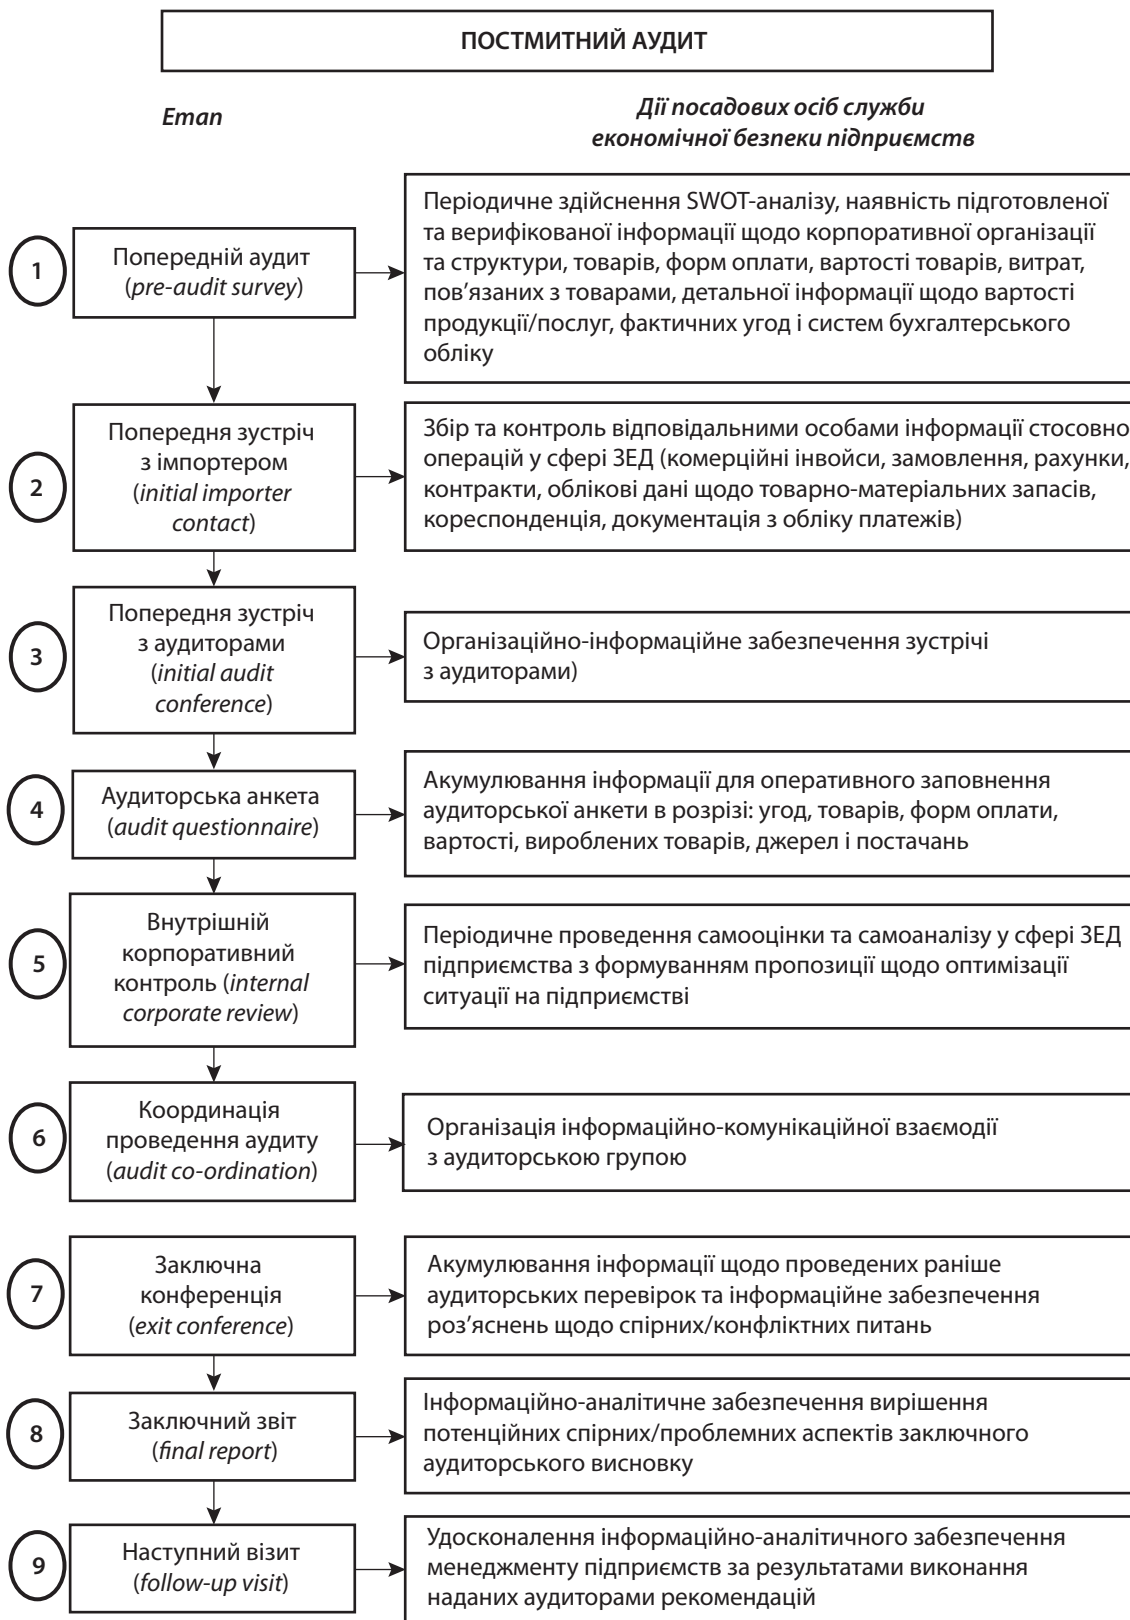 ПОСТМИТНИЙ АУДИТ
Етап
Дії посадових осіб служби
економічної безпеки підприємств
1
Попередній аудит
(pre-audit survey)
Періодичне здійснення SWOT-аналізу, наявність підготовленої
та верифікованої інформації щодо корпоративної організації
та структури, товарів, форм оплати, вартості товарів, витрат,
пов’язаних з товарами, детальної інформації щодо вартості
продукції/послуг, фактичних угод і систем бухгалтерського
обліку
2
Попередня зустріч
з імпортером
(initial importer
contact)
Збір та контроль відповідальними особами інформації стосовно
операцій у сфері ЗЕД (комерційні інвойси, замовлення, рахунки,
контракти, облікові дані щодо товарно-матеріальних запасів,
кореспонденція, документація з обліку платежів)
3
Попередня зустріч
з аудиторами
(initial audit
conference)
Організаційно-інформаційне забезпечення зустрічі
з аудиторами)
4
Аудиторська анкета
(audit questionnaire)
Акумулювання інформації для оперативного заповнення
аудиторської анкети в розрізі: угод, товарів, форм оплати,
вартості, вироблених товарів, джерел і постачань
5
Внутрішній
корпоративний
контроль (internal
corporate review)
Періодичне проведення самооцінки та самоаналізу у сфері ЗЕД
підприємства з формуванням пропозиції щодо оптимізації
ситуації на підприємстві
6
Координація
проведення аудиту
(audit co-ordination)
Організація інформаційно-комунікаційної взаємодії
з аудиторською групою
7
Заключна
конференція
(exit conference)
Акумулювання інформації щодо проведених раніше
аудиторських перевірок та інформаційне забезпечення
роз’яснень щодо спірних/конфліктних питань
8
Заключний звіт
(final report)
Інформаційно-аналітичне забезпечення вирішення
потенційних спірних/проблемних аспектів заключного
аудиторського висновку
9
Наступний візит
(follow-up visit)
Удосконалення інформаційно-аналітичного забезпечення
менеджменту підприємств за результатами виконання
наданих аудиторами рекомендацій